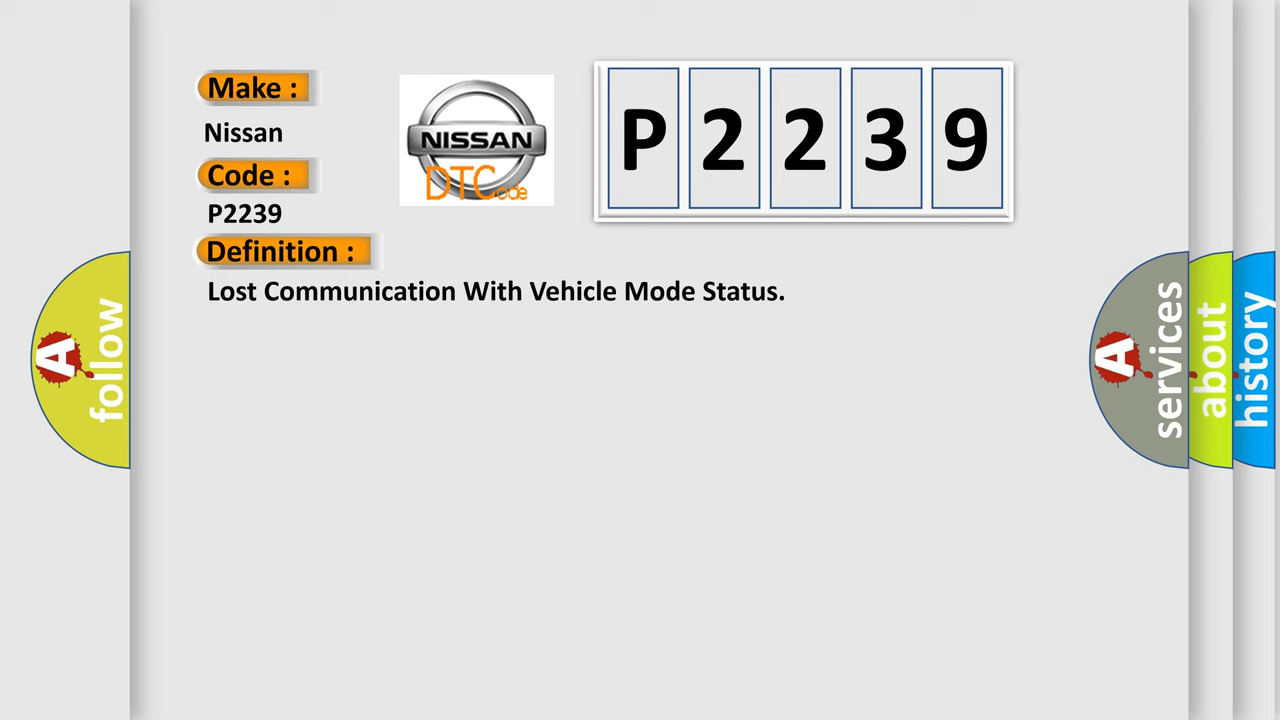 Make :
Nissan
Code :
P2239
Definition :
Lost Communication With Vehicle Mode Status.
NISSAN
DTCode
P 2 2 3 9
A follow
A services
about
history